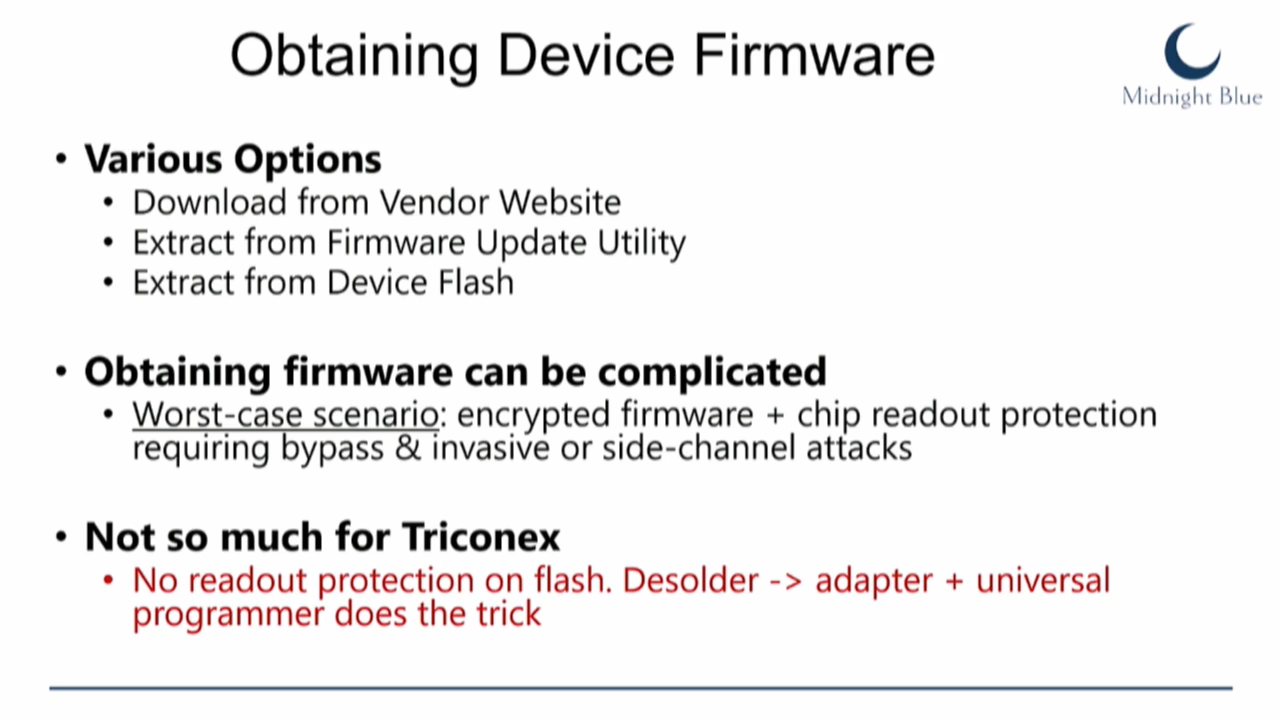 Obtaining Device Firmware
Midnight Blue
• Various Options
• Download from Vendor Website
• Extract from Firmware Update Utility
• Extract from Device Flash
• Obtaining firmware can be complicated
• Worst-case scenario: encrypted firmware + chip readout protection
requiring bypass & invasive or side-channel attacks
• Not so much for Triconex
• No readout protection on flash. Desolder -> adapter + universal
programmer does the trick